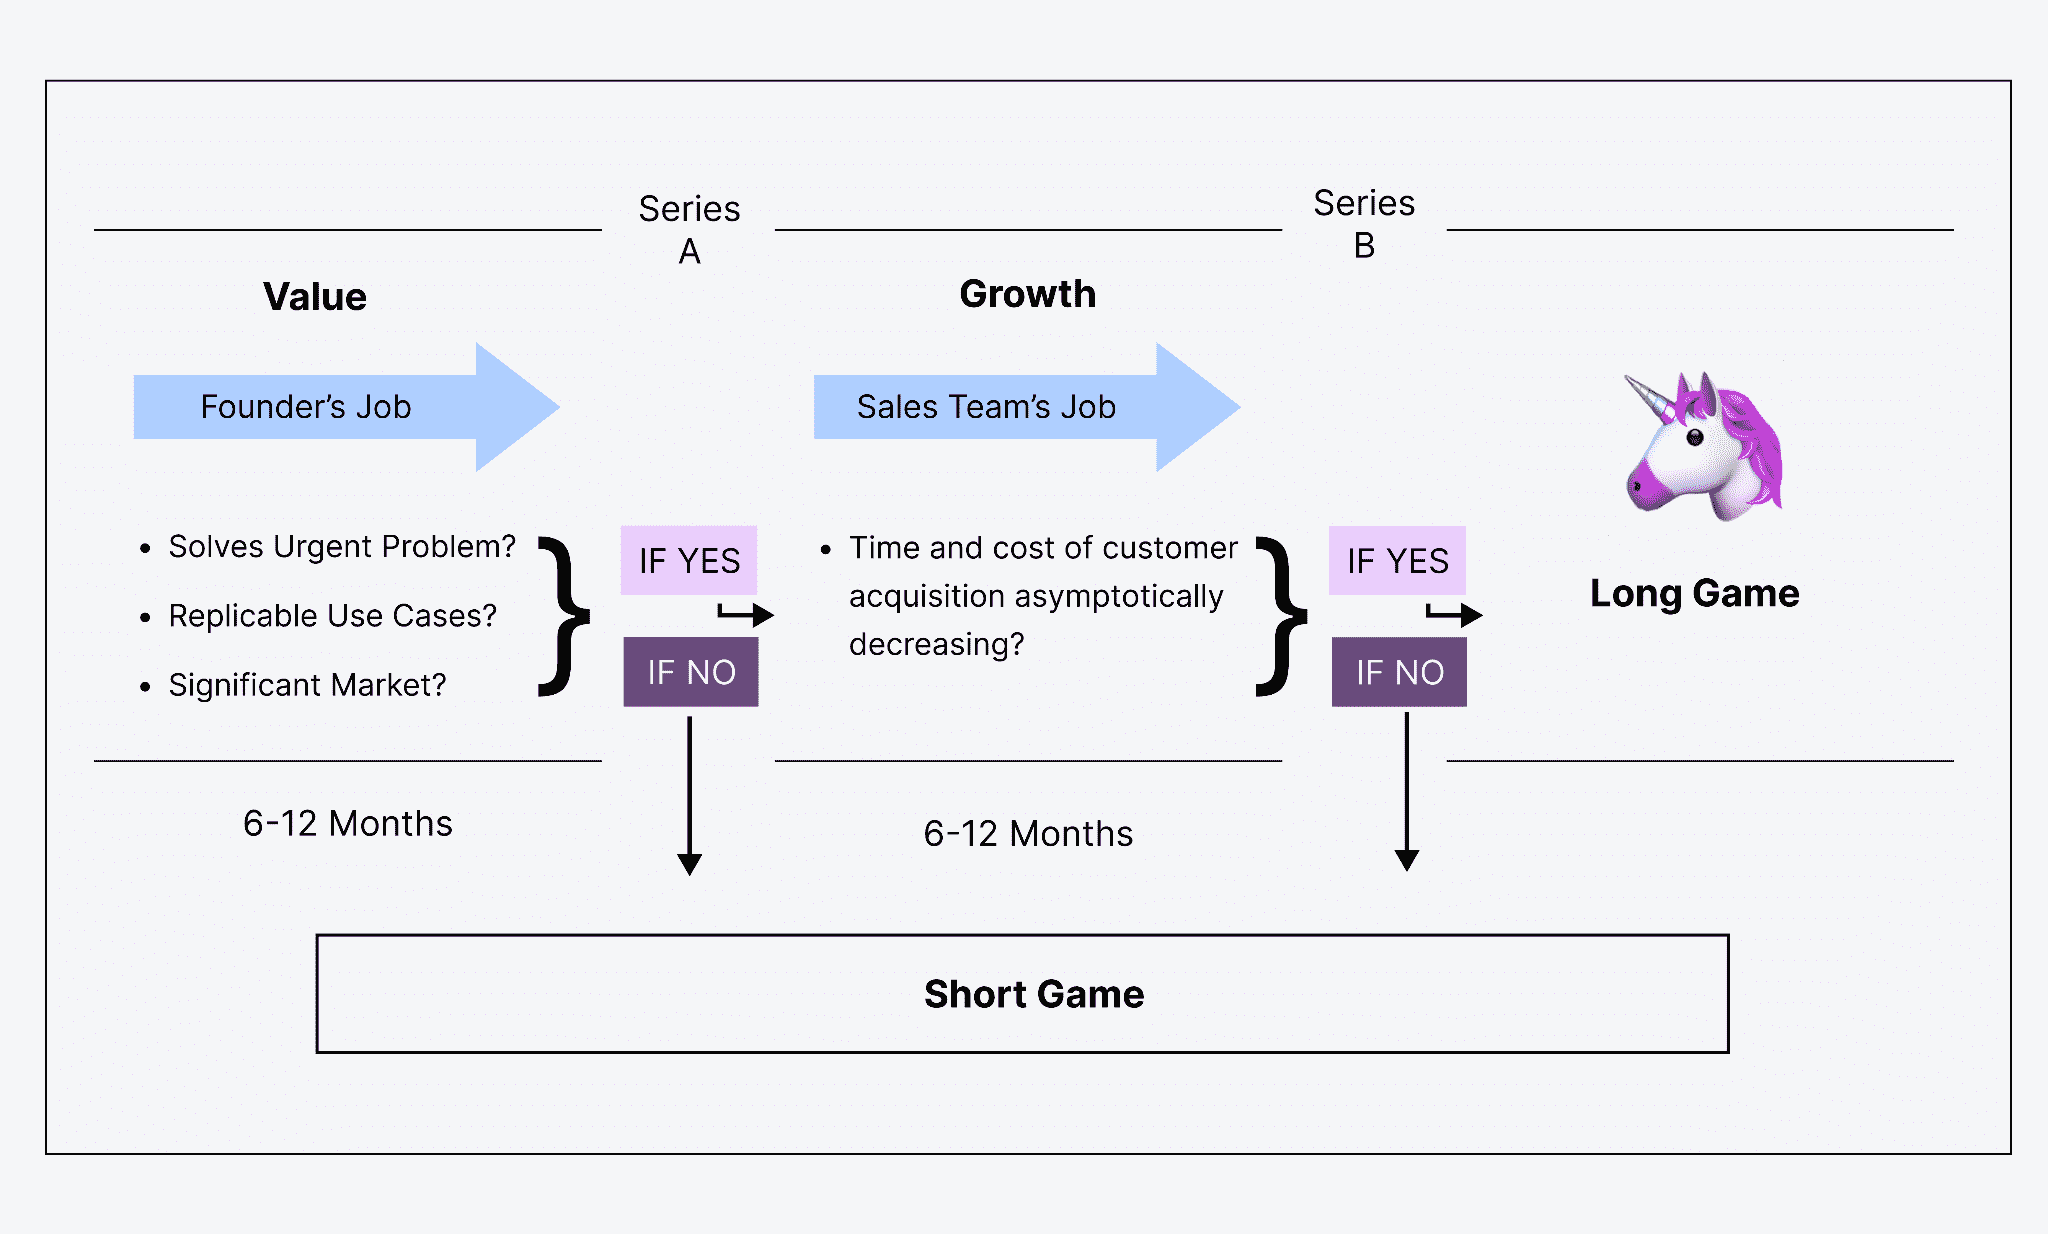 Series
A
Series
B
Value
Growth
Founder’s Job
Sales Team’s Job
• Solves Urgent Problem?
• Replicable Use Cases?
• Significant Market?
IF YES
IF NO
• Time and cost of customer
acquisition asymptotically
decreasing?
IF YES
IF NO
Long Game
6-12 Months
6-12 Months
Short Game